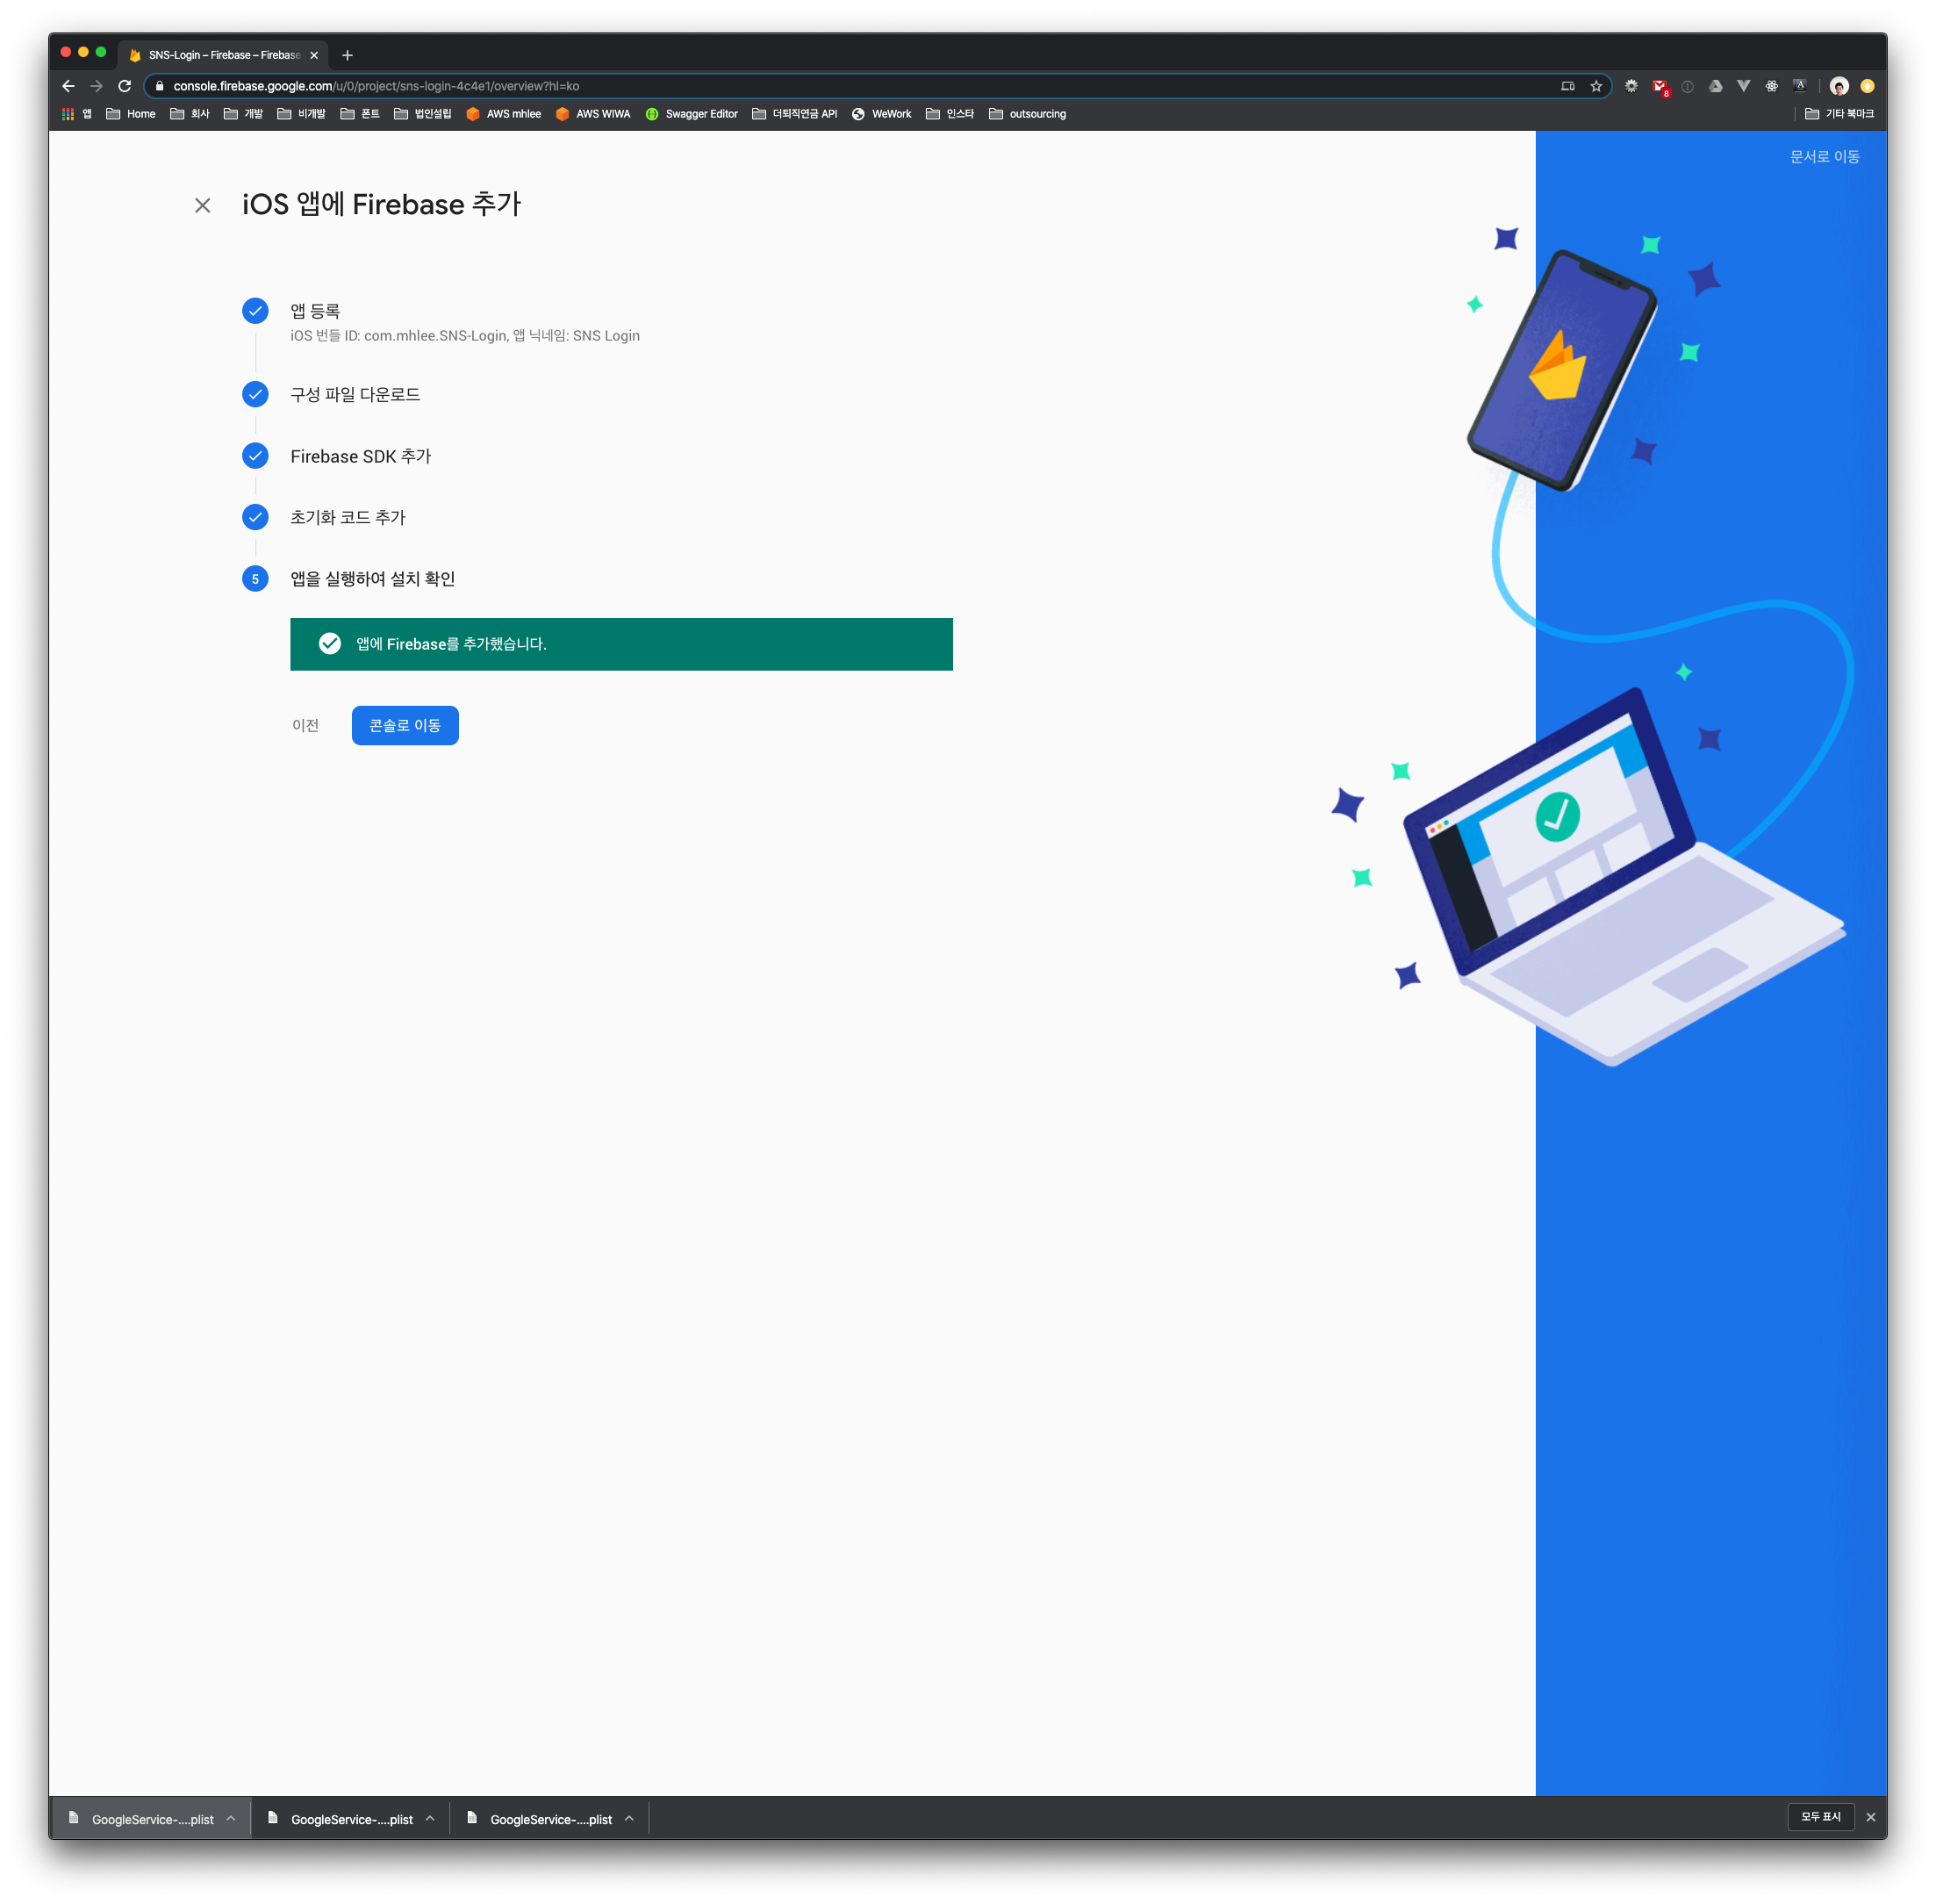 SNS-Login – Firebase – Firebase
console.firebase.google.com/u/0/project/sns-login-4c4e1/overview?hl=ko
8
앱 Home 회사 개발 비개발 폰트 법인설립 AWS mhlee AWS WIWA Swagger Editor 더퇴직연금 API WeWork 인스타 outsourcing 기타 북마크
문서로 이동
iOS 앱에 Firebase 추가
앱 등록
iOS 번들 ID: com.mhlee.SNS-Login, 앱 닉네임: SNS Login
구성 파일 다운로드
Firebase SDK 추가
초기화 코드 추가
5 앱을 실행하여 설치 확인
앱에 Firebase를 추가했습니다.
이전 콘솔로 이동
GoogleService-....plist GoogleService-....plist GoogleService-....plist 모두 표시